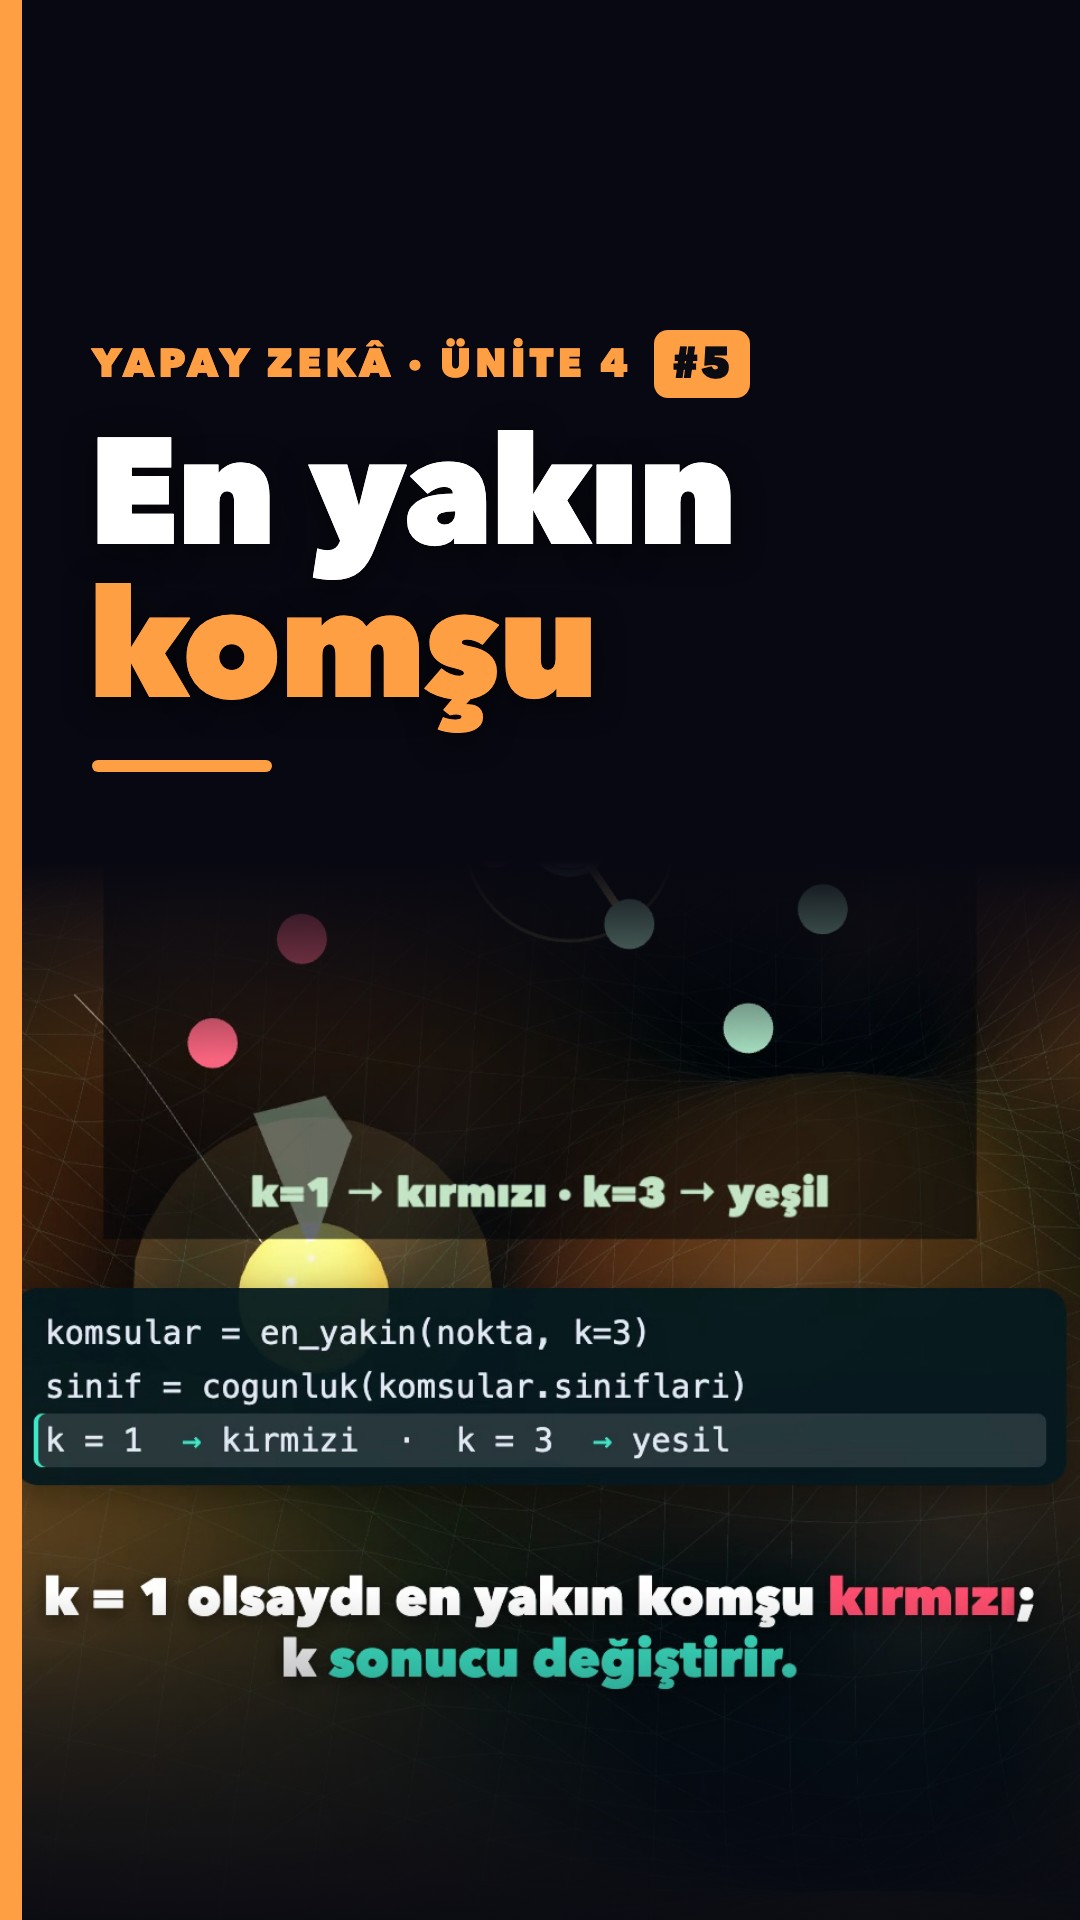 YAPAY ZEKÂ • ÜNİTE 4 #5
En yakın
komşu
k=1 → kırmızı • k=3 → yeşil
komsular = en_yakin(nokta, k=3)
sinif = cogunluk(komsular.siniflari)
k = 1 → kirmizi · k = 3 → yesil
k = 1 olsaydı en yakın komşu kırmızı;
k sonucu değiştirir.